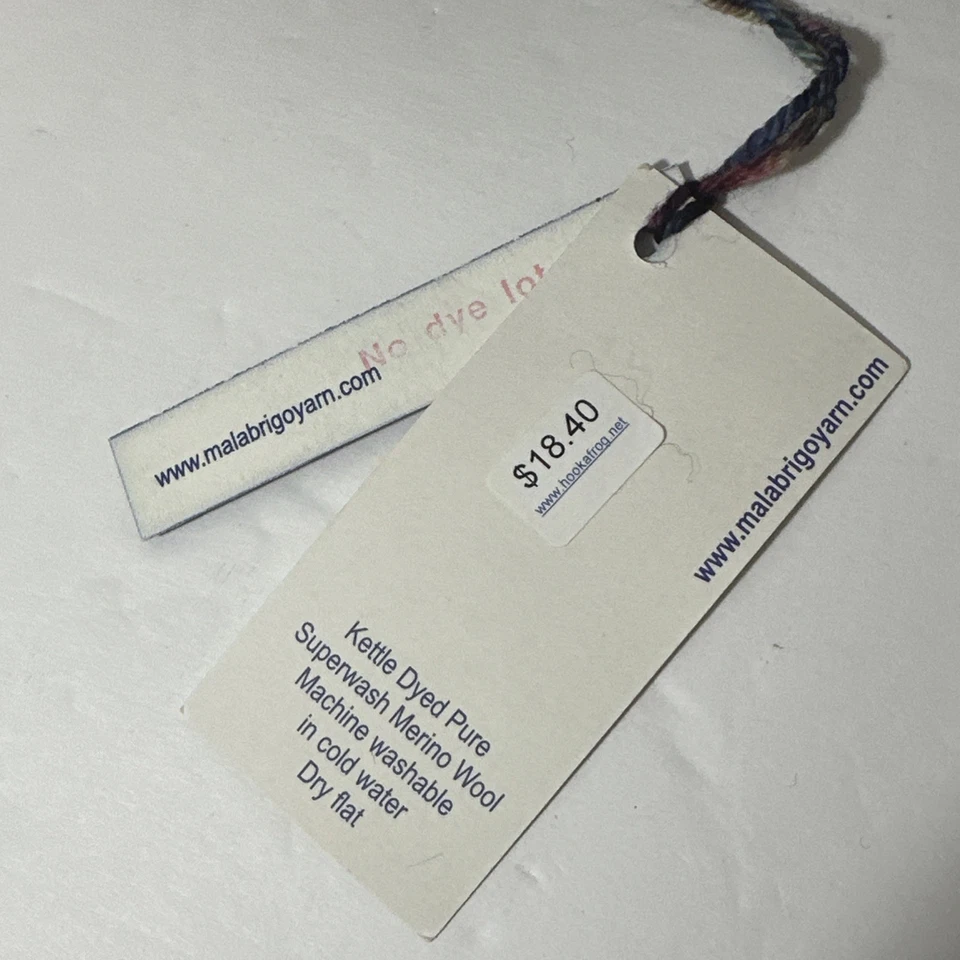 No dye lot
www.malabrigoyarn.com
$18.40
www.hookafrog.net
www.malabrigoyarn.com
Kettle Dyed Pure
Superwash Merino Wool
Machine washable
in cold water
Dry flat